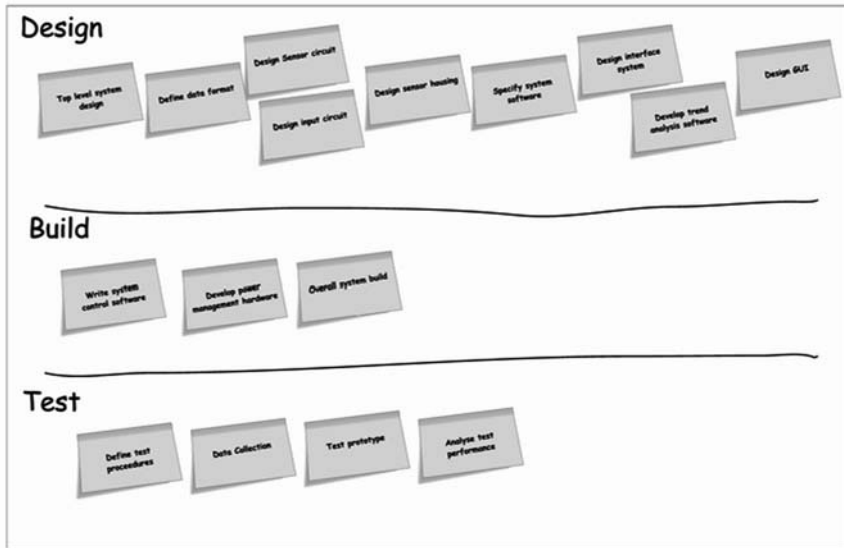 Design
Top level system
design
Define data format
Design Sensor circuit
Design input circuit
Design sensor housing
Specify system
software
Design interface
system
Develop trend
analysis software
Design GUI
Build
Write system
control software
Develop power
management hardware
Overall system build
Test
Define test
proceedures
Data Collection
Test prototype
Analyse test
performance